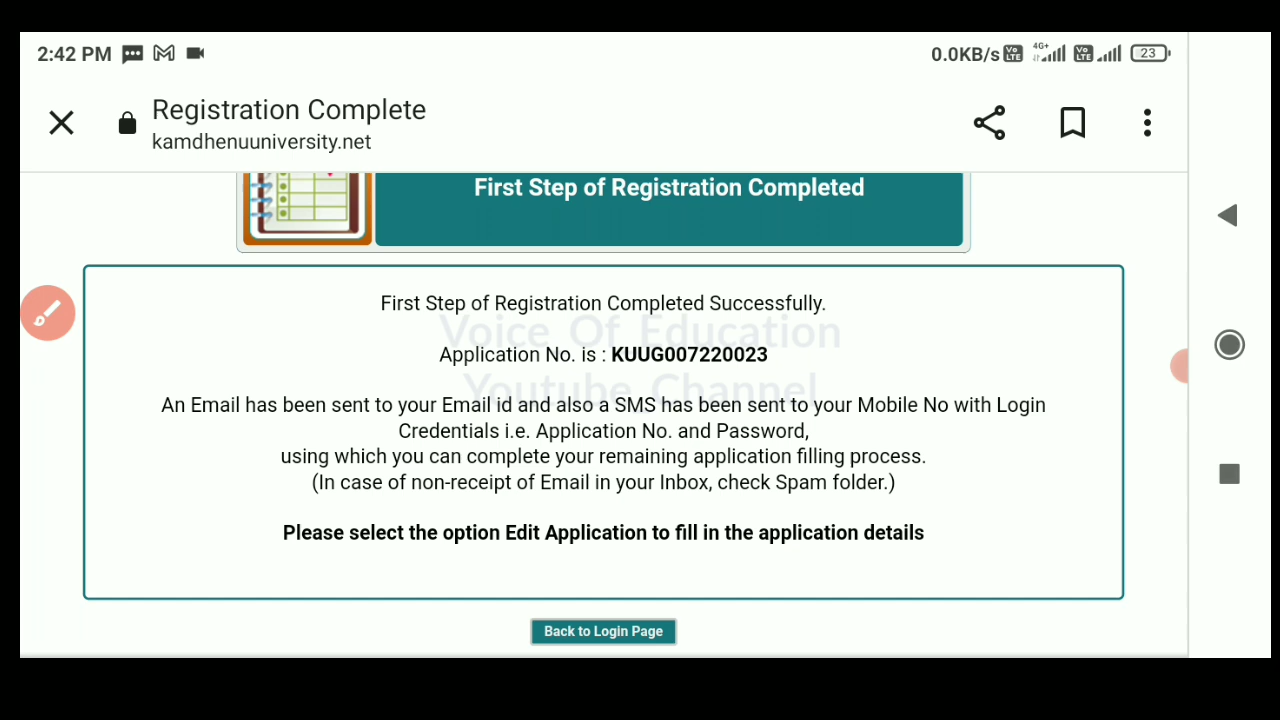 2:42 PM
0.0KB/s Vo LTE 4G+ Vo LTE 23
Registration Complete
kamdhenuuniversity.net
First Step of Registration Completed
First Step of Registration Completed Successfully.
Voice Of Education
Application No. is : KUUG007220023
Youtube Channel
An Email has been sent to your Email id and also a SMS has been sent to your Mobile No with Login
Credentials i.e. Application No. and Password,
using which you can complete your remaining application filling process.
(In case of non-receipt of Email in your Inbox, check Spam folder.)
Please select the option Edit Application to fill in the application details
Back to Login Page